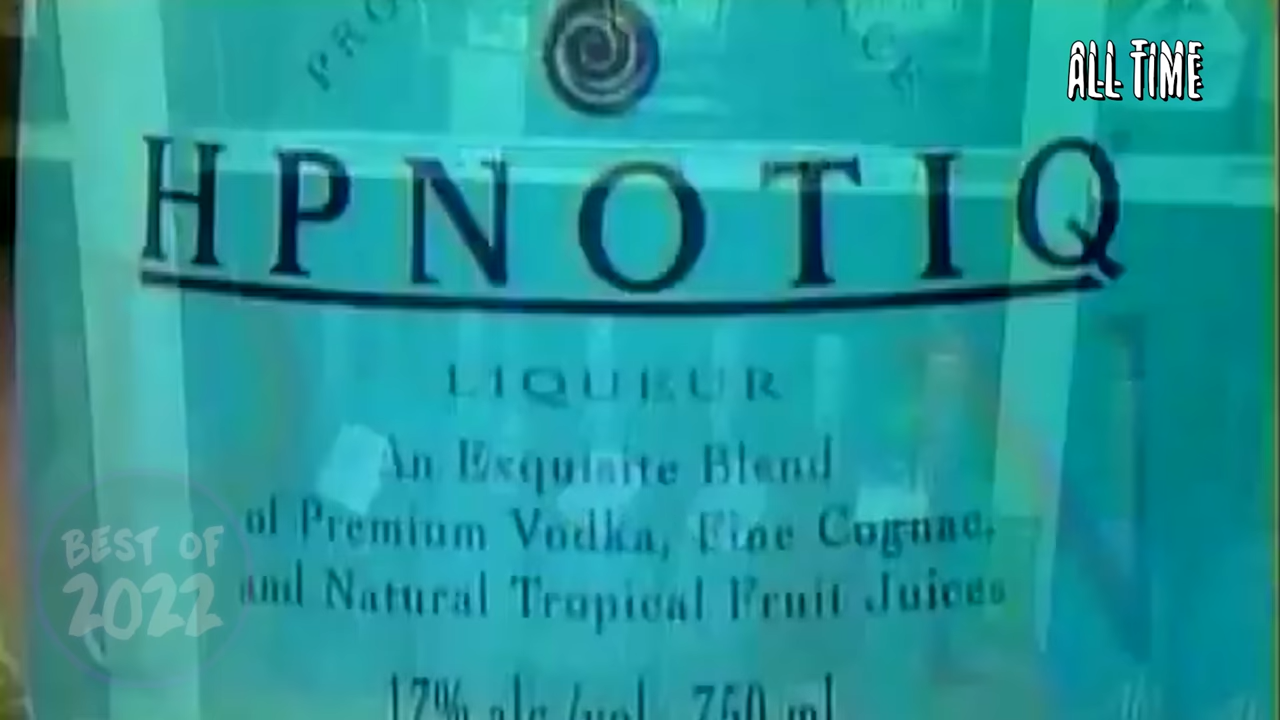 ALL TIME
HPNOTIQ
LIQUEUR
An Exquisite Blend
of Premium Vodka, Fine Cognac,
and Natural Tropical Fruit Juices
17% alc/vol 750 ml
BEST OF
2022